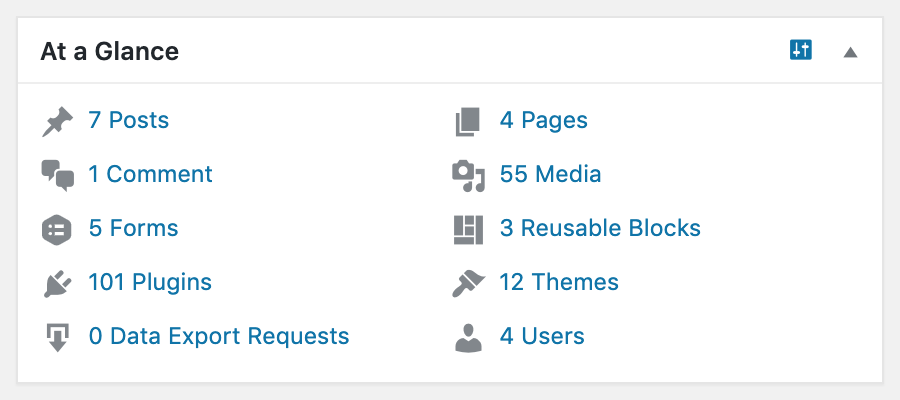 At a Glance
7 Posts
4 Pages
1 Comment
55 Media
5 Forms
3 Reusable Blocks
101 Plugins
12 Themes
0 Data Export Requests
4 Users